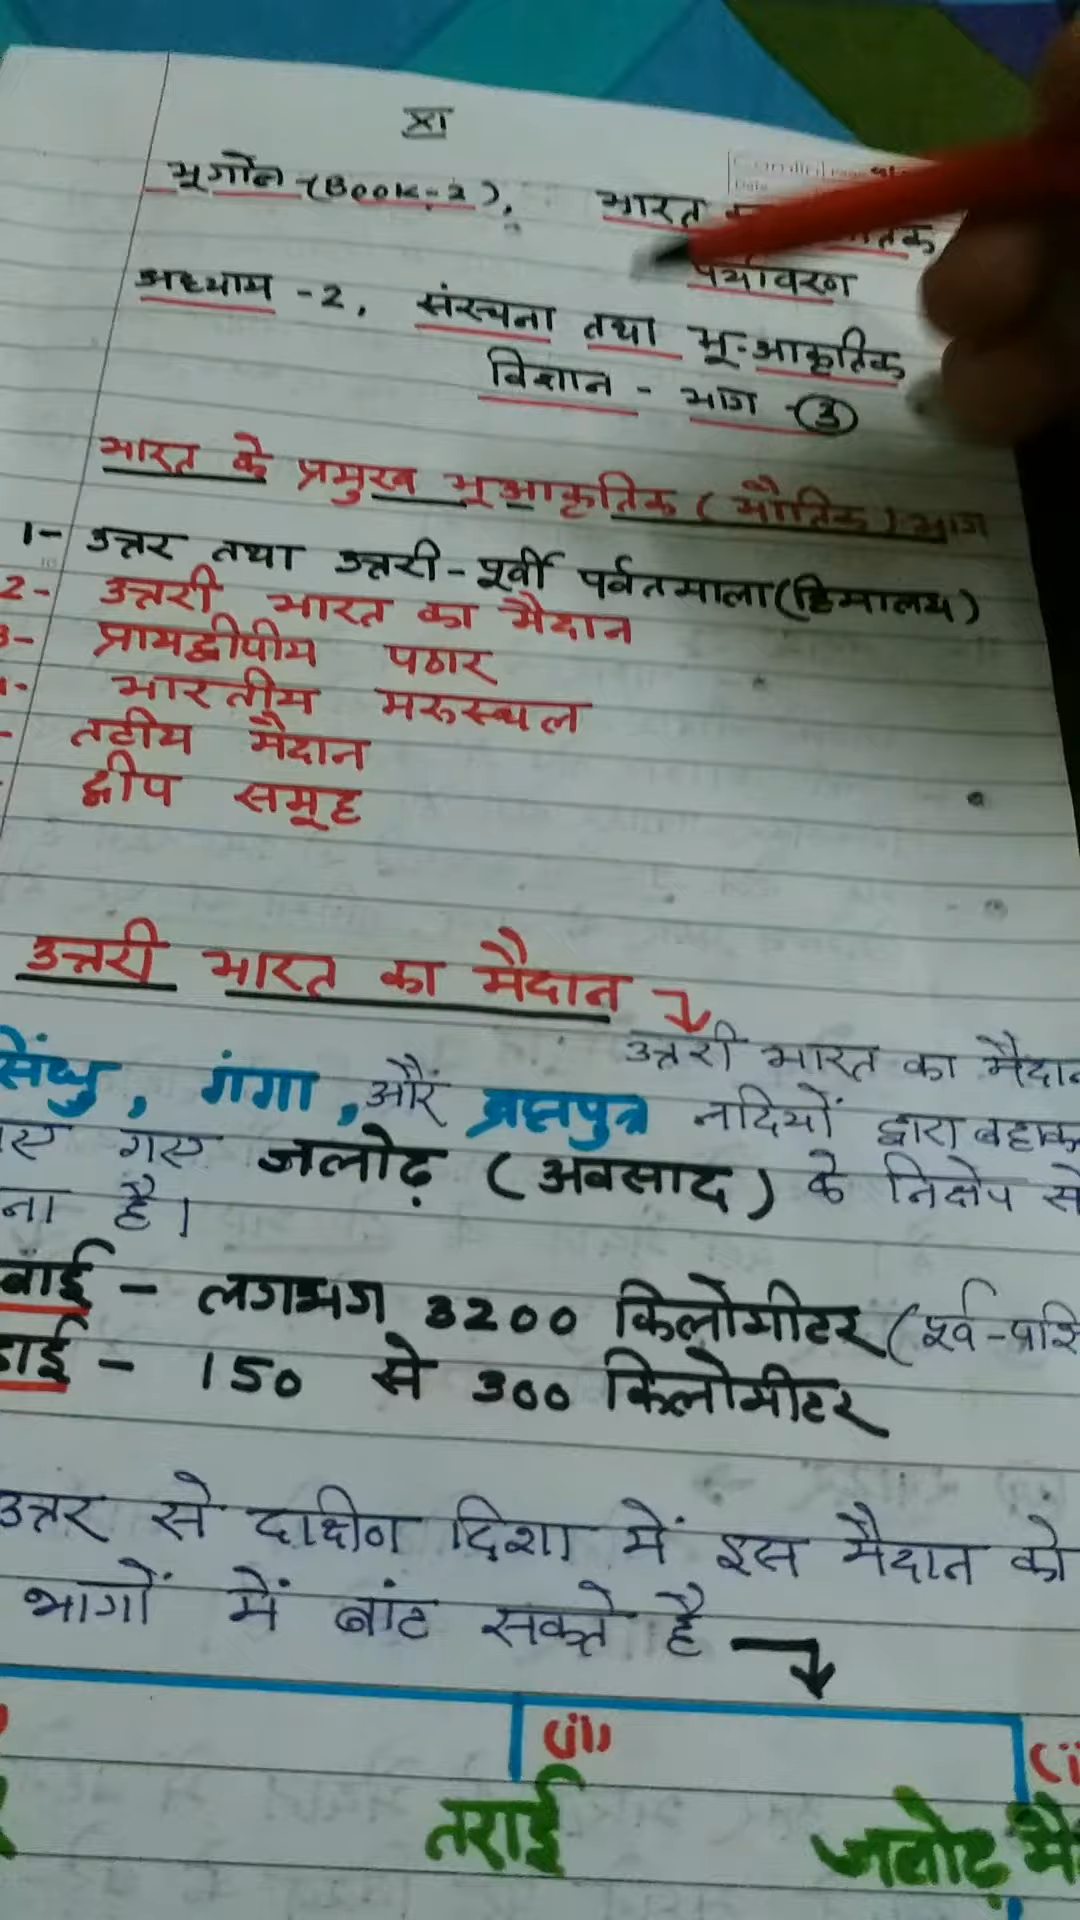 XI
भूगोल -(Book-2), भारत
पर्यावरण
अध्याय -2, संरचना तथा भू-आकृतिक
विज्ञान - भाग -③
भारत के प्रमुख भूआकृतिक (भौतिक) भाग
1- उत्तर तथा उत्तरी-पूर्वी पर्वतमाला(हिमालय)
2- उत्तरी भारत का मैदान
प्रायद्वीपीय पठार
भारतीय मरुस्थल
तटीय मैदान
द्वीप समूह
उत्तरी भारत का मैदान
उत्तरी भारत का मैदान
सिंधु, गंगा, और ब्रह्मपुत्र नदियों द्वारा बहाक
गए जलोढ़ (अवसाद) के निक्षेप से
है।
- लगभग 3200 किलोमीटर (पूर्व-पश्चि
- 150 से 300 किलोमीटर
उत्तर से दक्षिण दिशा में इस मैदान को
भागों में बांट सकते है
(ii)
तराई जलोढ़ मै